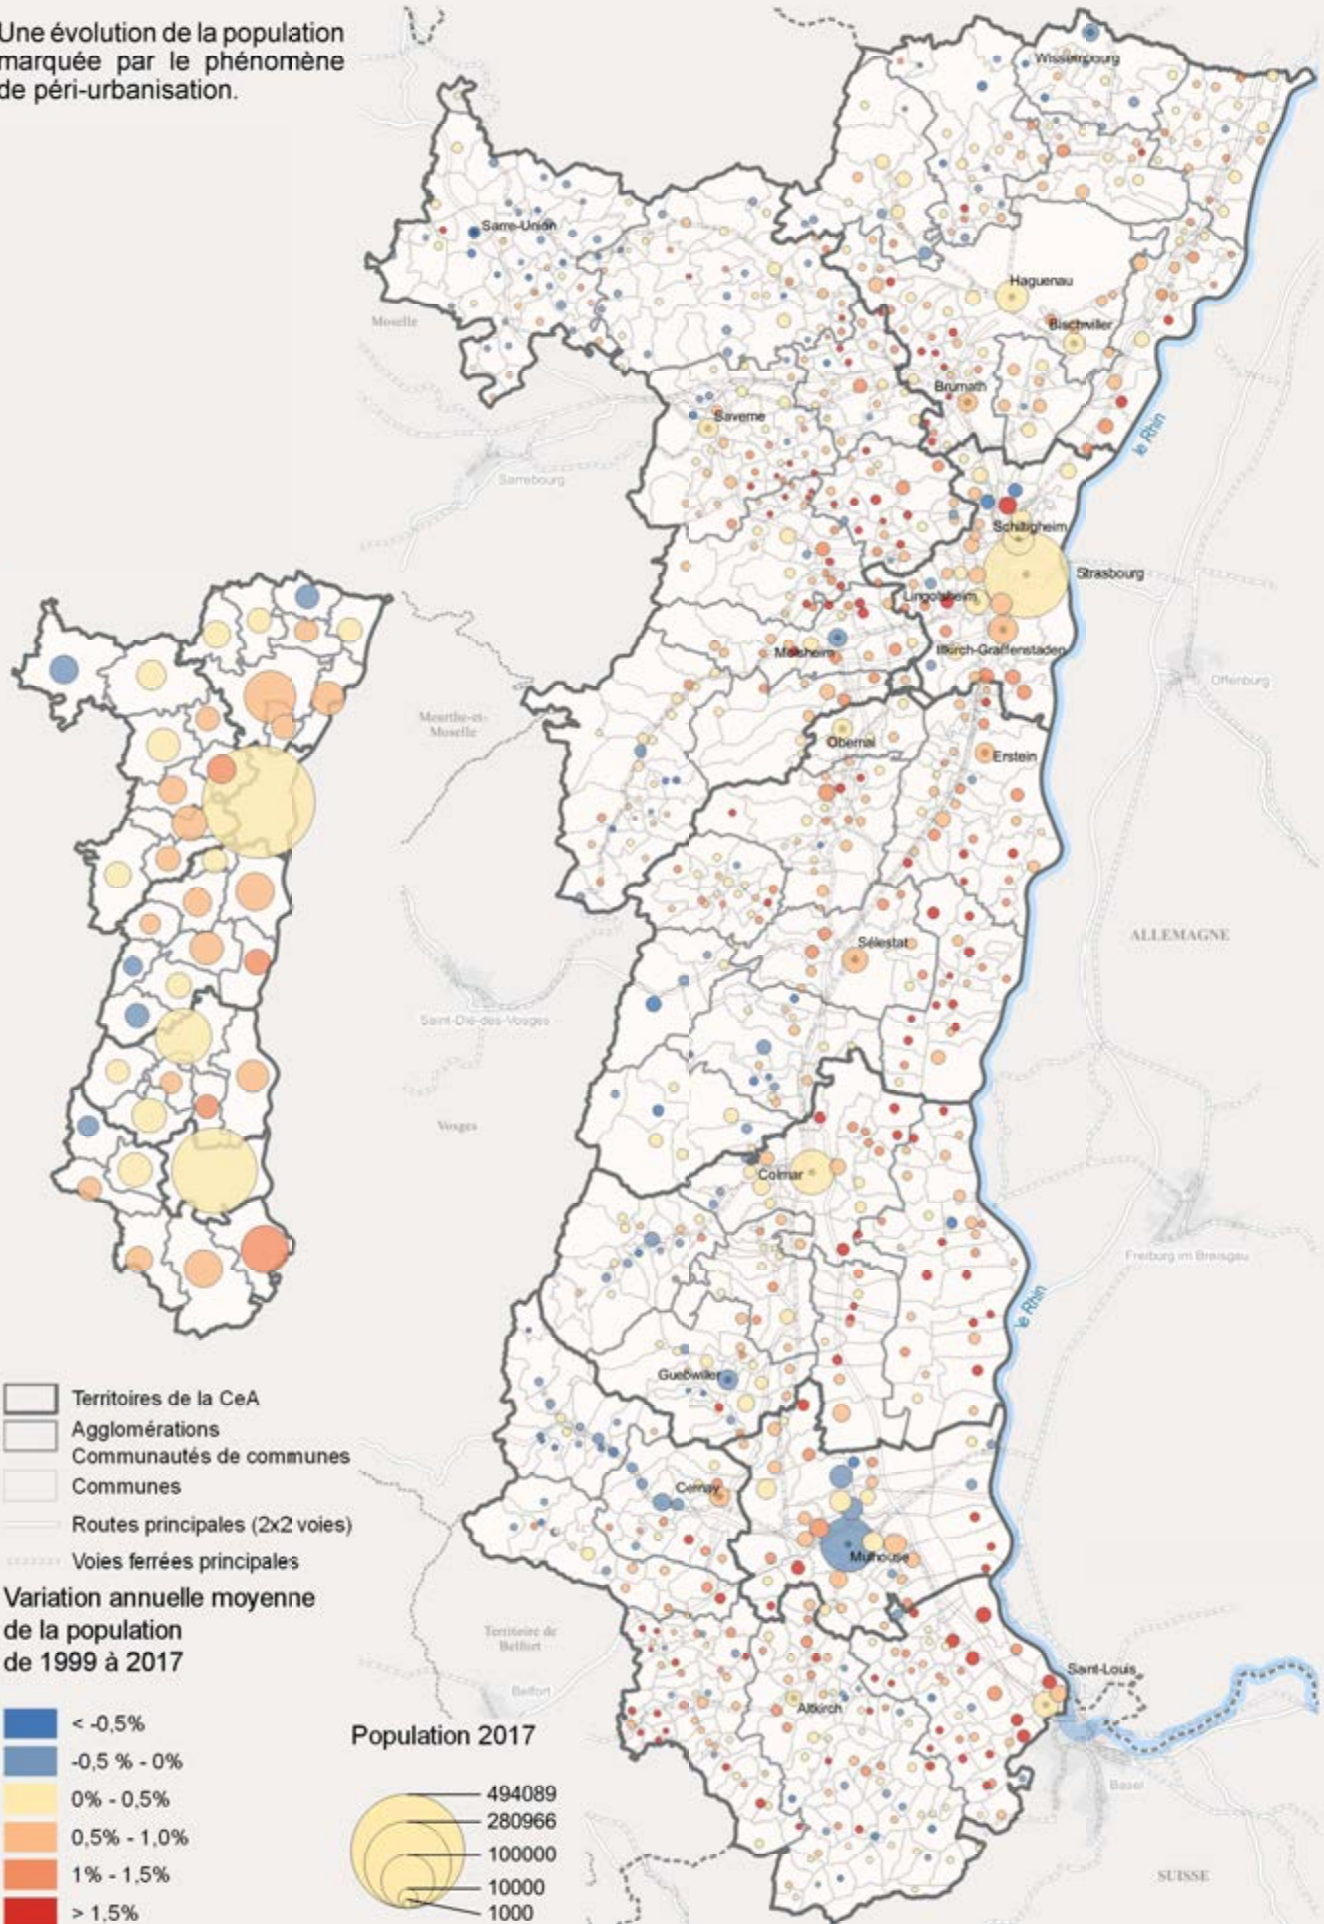 Une évolution de la population
marquée par le phénomène
de péri-urbanisation.
Wissembourg
Sarre-Union
Haguenau
Moselle
Bischwiller
Brumath
Saverne
le Rhin
Sarrebourg
Schiltigheim
Strasbourg
Lingolsheim
Molsheim
Illkirch-Graffenstaden
Offenburg
Meurthe-et-
Moselle
Obernai
Erstein
ALLEMAGNE
Sélestat
Saint-Dié-des-Vosges
Vosges
Colmar
Freiburg im Breisgau
le Rhin
Guebwiller
Territoires de la CeA
Agglomérations
Communautés de communes
Communes
Cernay
Routes principales (2x2 voies)
Voies ferrées principales
Mulhouse
Variation annuelle moyenne
de la population
de 1999 à 2017
Territoire de
Belfort
Saint-Louis
Belfort
Altkirch
< -0,5%
-0,5 % - 0%
0% - 0,5%
0,5% - 1,0%
1% - 1,5%
> 1,5%
Population 2017
494089
280966
100000
10000
1000
Basel
SUISSE